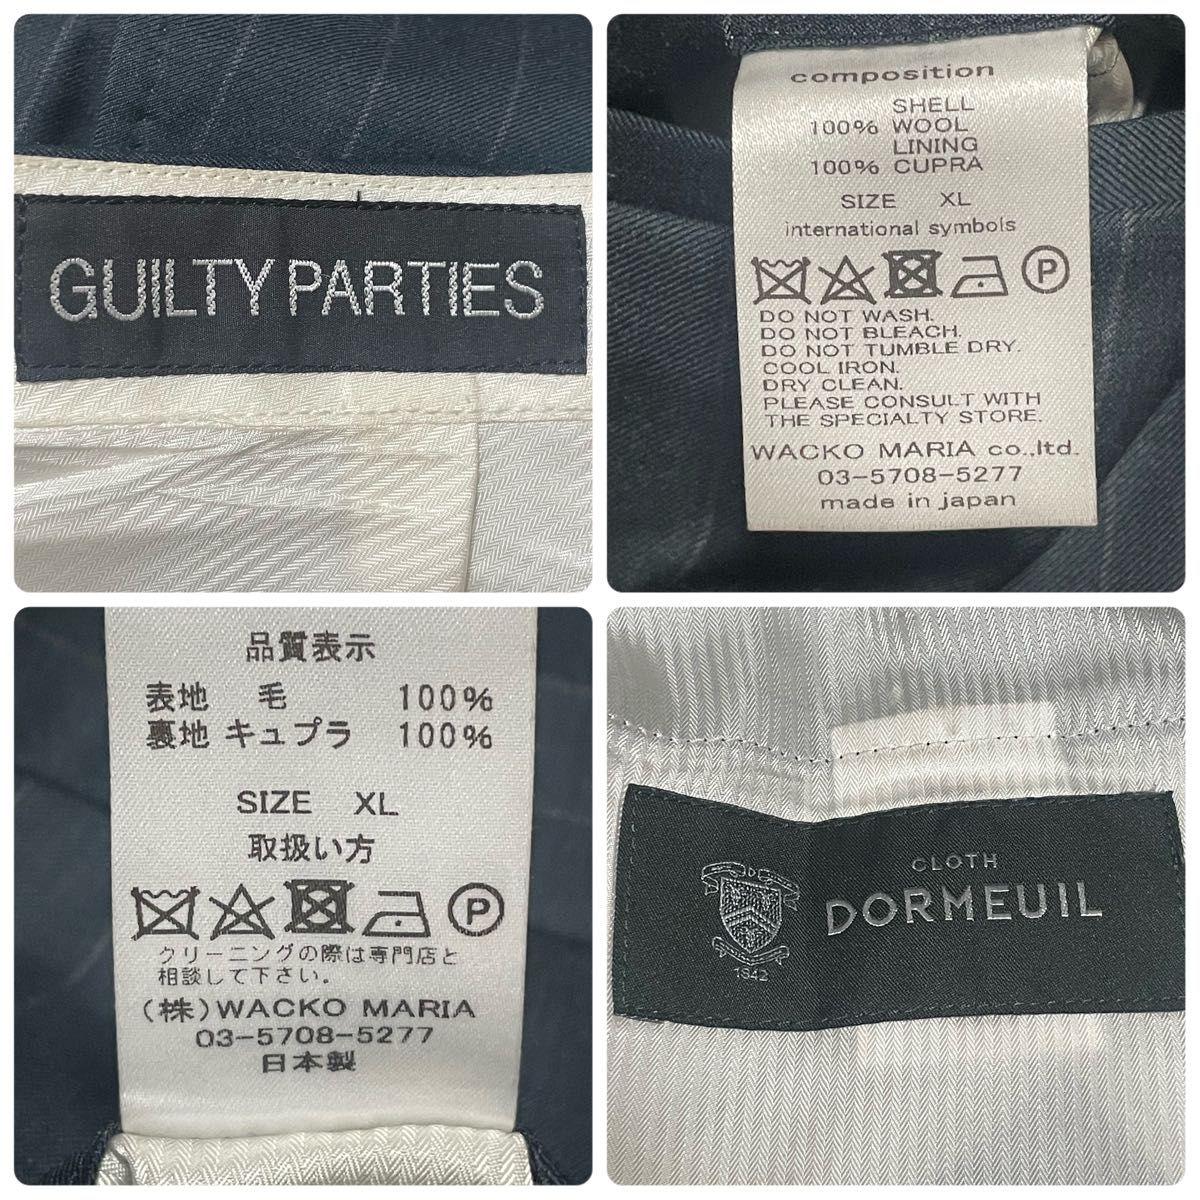 GUILTY PARTIES
composition
SHELL
100% WOOL
LINING
100% CUPRA
SIZE XL
international symbols
P
DO NOT WASH.
DO NOT BLEACH.
DO NOT TUMBLE DRY.
COOL IRON.
DRY CLEAN.
PLEASE CONSULT WITH
THE SPECIALTY STORE.
WACKO MARIA co.,ltd.
03-5708-5277
made in japan
品質表示
表地 毛 100%
裏地 キュプラ 100%
SIZE XL
取扱い方
P
クリーニングの際は専門店と
相談して下さい。
(株)WACKO MARIA
03-5708-5277
日本製
CLOTH
DORMEUIL
1842